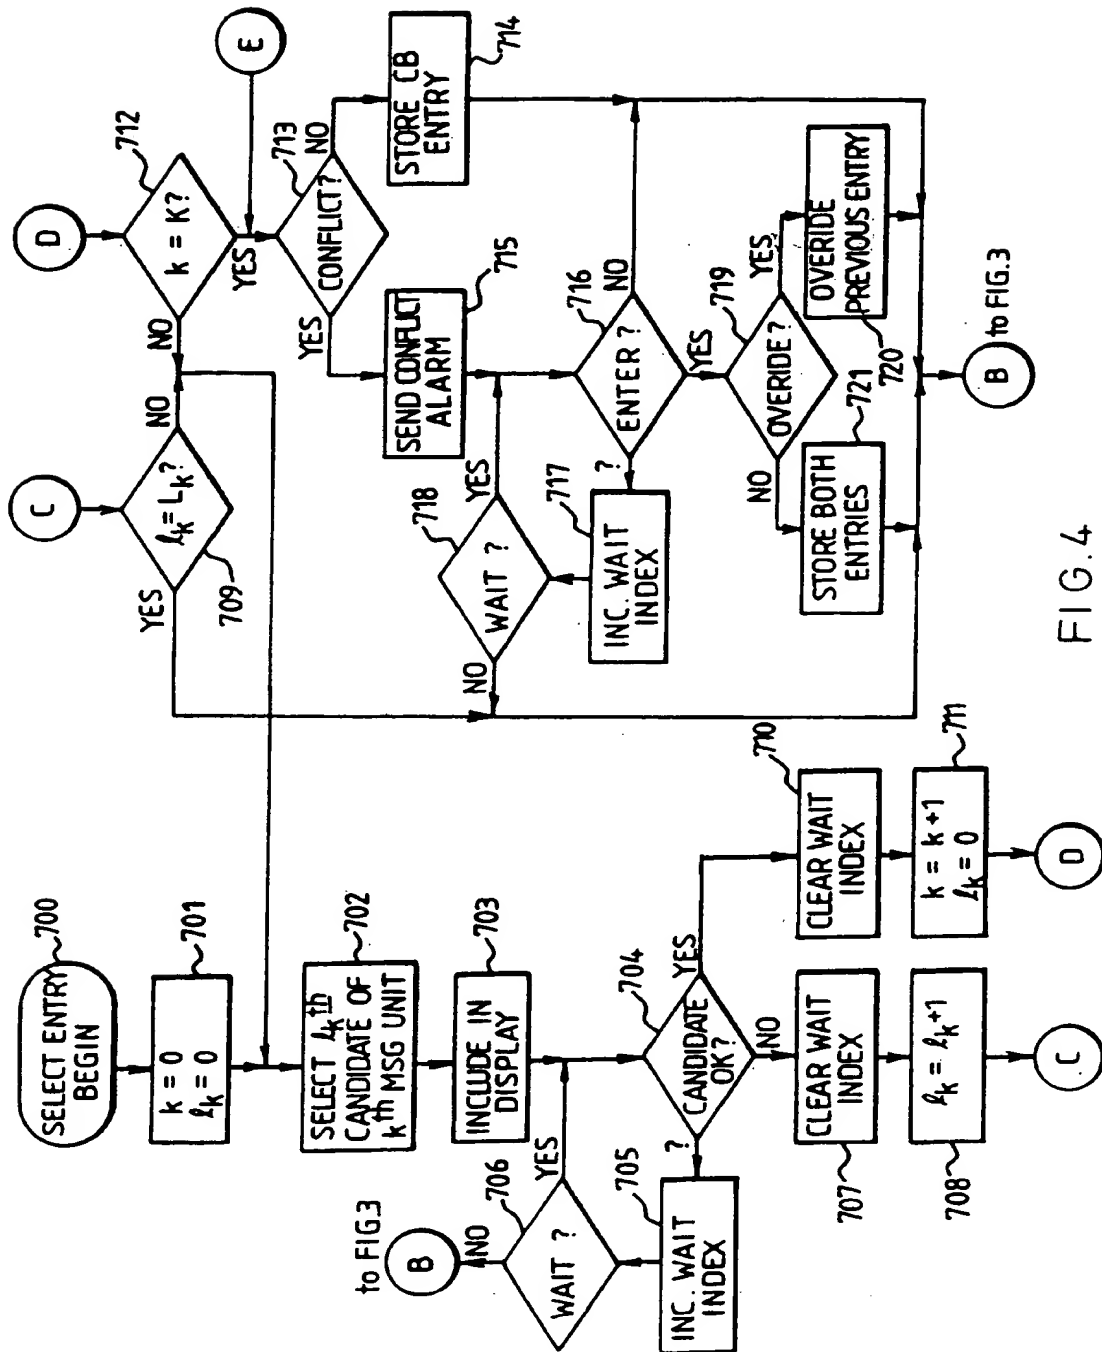 SELECT ENTRY
BEGIN
700
k = 0
ℓk = 0
701
SELECT ℓk th
CANDIDATE OF
kth MSG UNIT
702
INCLUDE IN
DISPLAY
703
CANDIDATE
OK?
704
YES
NO
?
INC. WAIT
INDEX
705
WAIT ?
706
YES
NO
B
to FIG.3
CLEAR WAIT
INDEX
707
ℓk = ℓk+1
708
C
CLEAR WAIT
INDEX
710
k = k+1
ℓk = 0
711
D
C
ℓk = Lk?
709
YES
NO
D
k = K?
712
NO
YES
E
CONFLICT?
713
YES
NO
STORE CB
ENTRY
714
SEND CONFLICT
ALARM
715
ENTER ?
716
NO
YES
?
INC. WAIT
INDEX
717
WAIT ?
718
YES
NO
OVERIDE?
719
YES
NO
OVERIDE
PREVIOUS ENTRY
720
STORE BOTH
ENTRIES
721
B
to FIG.3
FIG.4